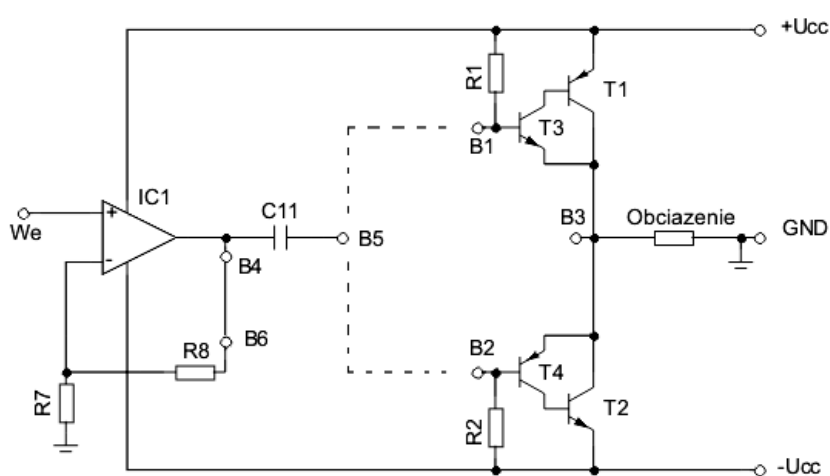 +Ucc
R1
T1
T3
B1
IC1
+
C11
B3
Obciazenie
GND
We
B5
-
B4
B6
B2
R8
T4
R7
T2
R2
-Ucc